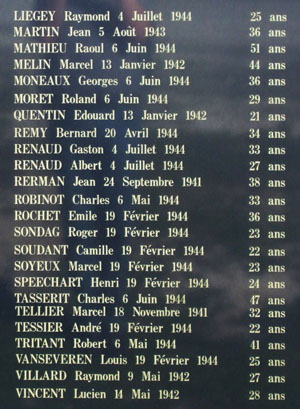 LIEGEY Raymond 4 Juillet 1944 25 ans
MARTIN Jean 5 Août 1943 36 ans
MATHIEU Raoul 6 Juin 1944 51 ans
MELIN Marcel 13 Janvier 1942 44 ans
MONEAUX Georges 6 Juin 1944 36 ans
MORET Roland 6 Juin 1944 29 ans
QUENTIN Edouard 13 Janvier 1942 21 ans
REMY Bernard 20 Avril 1944 34 ans
RENAUD Gaston 4 Juillet 1944 33 ans
RENAUD Albert 4 Juillet 1944 27 ans
RERMAN Jean 24 Septembre 1941 38 ans
ROBINOT Charles 6 Mai 1944 33 ans
ROCHET Emile 19 Février 1944 36 ans
SONDAG Roger 19 Février 1944 23 ans
SOUDANT Camille 19 Février 1944 22 ans
SOYEUX Marcel 19 Février 1944 23 ans
SPEECHART Henri 19 Février 1944 24 ans
TASSERIT Charles 6 Juin 1944 47 ans
TELLIER Marcel 18 Novembre 1941 32 ans
TESSIER André 19 Février 1944 22 ans
TRITANT Robert 6 Mai 1944 41 ans
VANSEVEREN Louis 19 Février 1944 25 ans
VILLARD Raymond 9 Mai 1942 27 ans
VINCENT Lucien 14 Mai 1942 28 ans